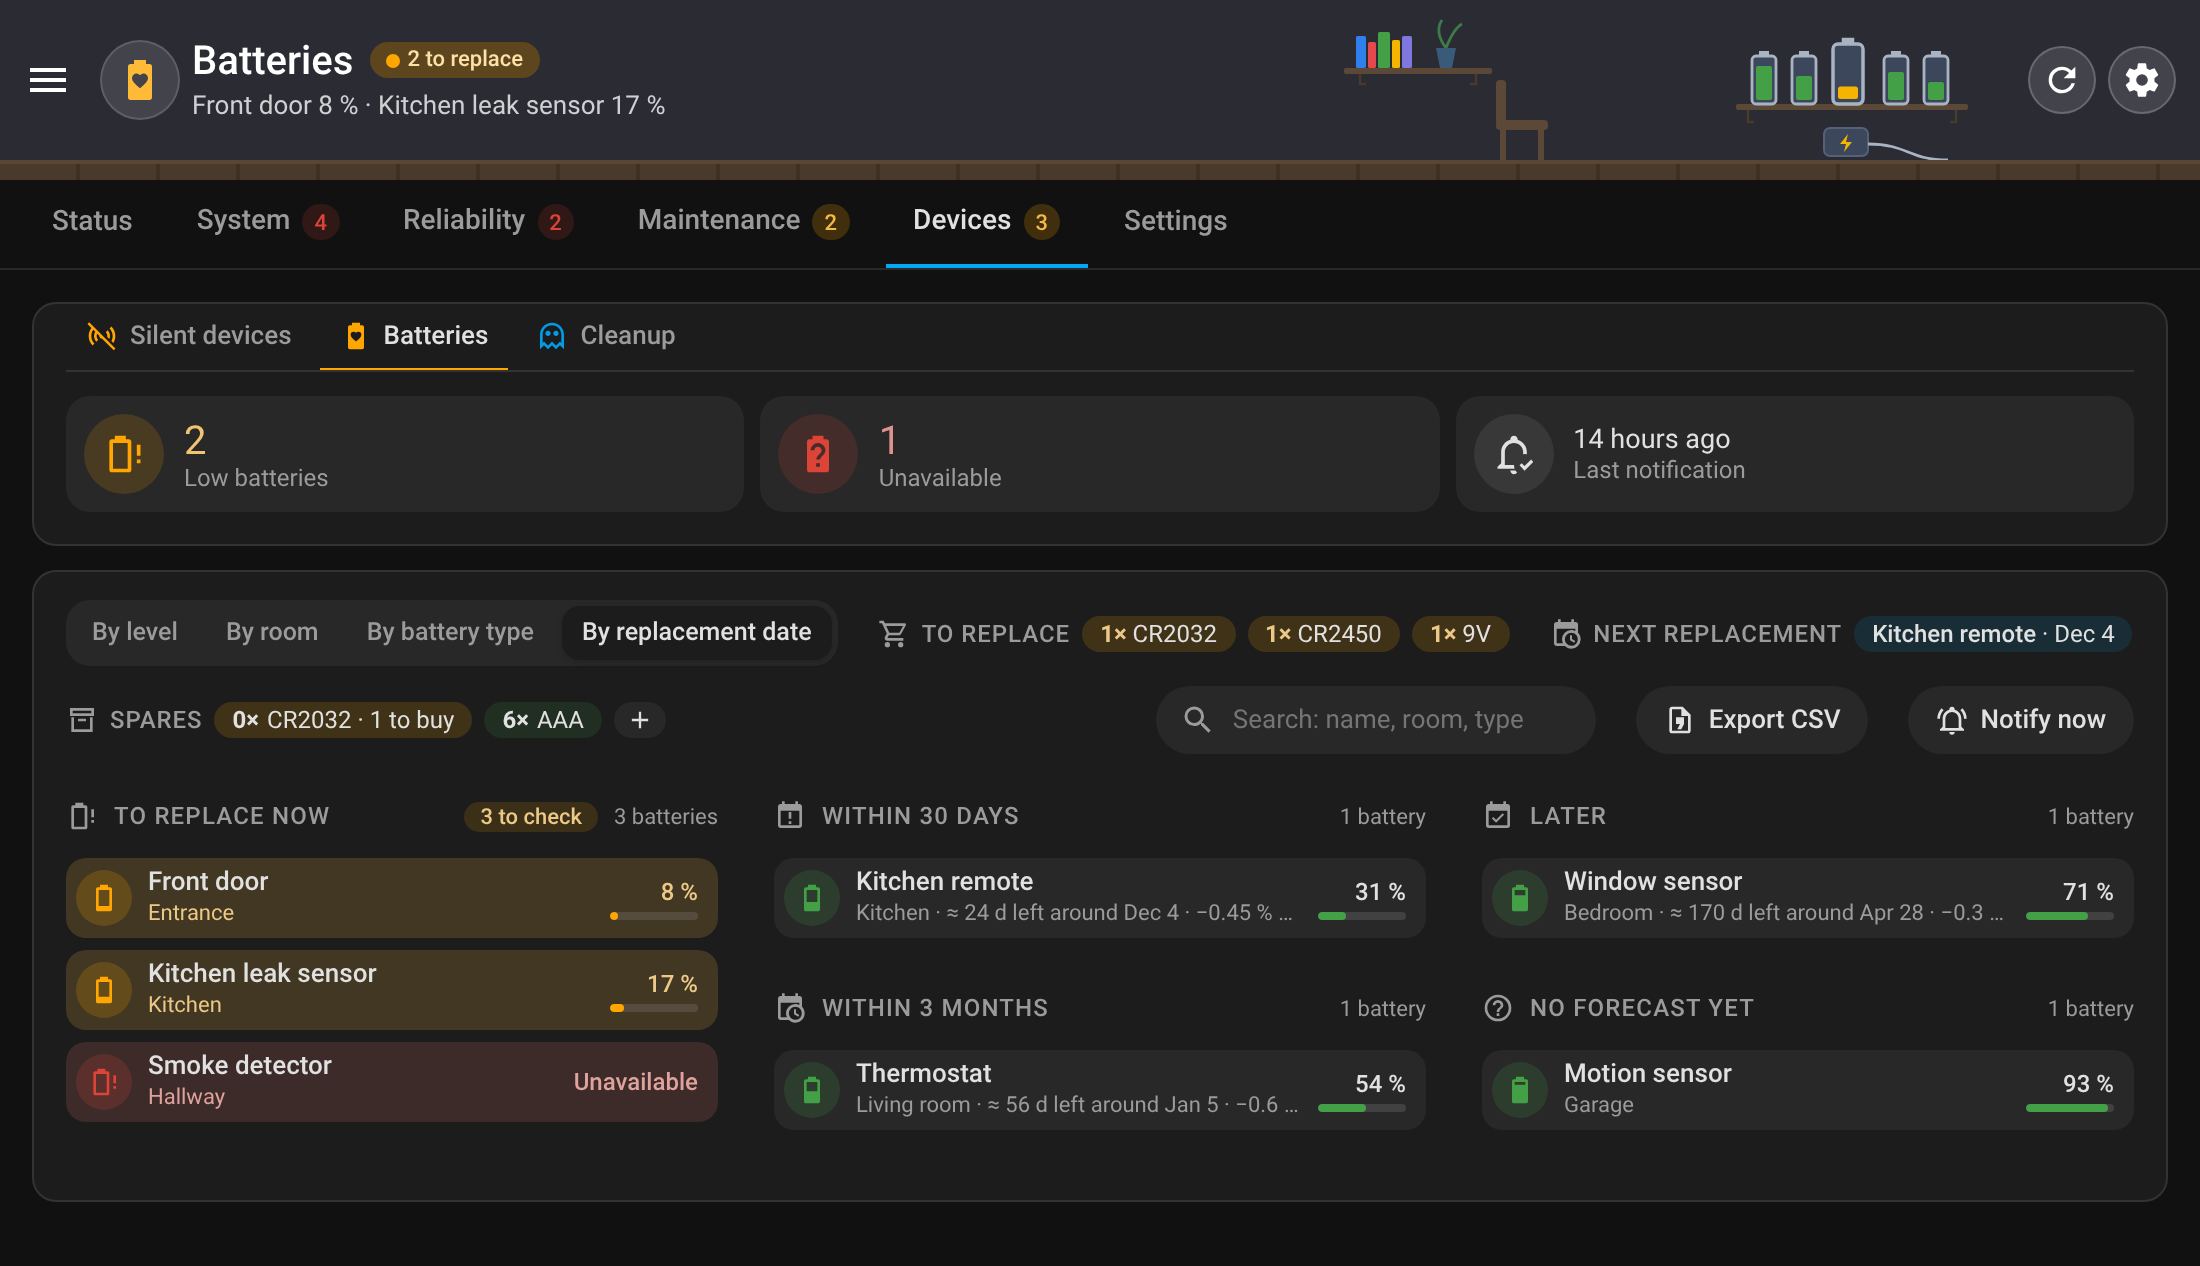 Batteries
2 to replace
Front door 8 % · Kitchen leak sensor 17 %
Status
System 4
Reliability 2
Maintenance 2
Devices 3
Settings
Silent devices
Batteries
Cleanup
2
Low batteries
1
Unavailable
14 hours ago
Last notification
By level
By room
By battery type
By replacement date
TO REPLACE 1× CR2032 1× CR2450 1× 9V
NEXT REPLACEMENT Kitchen remote · Dec 4
SPARES 0× CR2032 · 1 to buy 6× AAA +
Search: name, room, type
Export CSV
Notify now
TO REPLACE NOW 3 to check 3 batteries
Front door
Entrance
8 %
Kitchen leak sensor
Kitchen
17 %
Smoke detector
Hallway
Unavailable
WITHIN 30 DAYS 1 battery
Kitchen remote
Kitchen · ≈ 24 d left around Dec 4 · −0.45 % ...
31 %
WITHIN 3 MONTHS 1 battery
Thermostat
Living room · ≈ 56 d left around Jan 5 · −0.6 ...
54 %
LATER 1 battery
Window sensor
Bedroom · ≈ 170 d left around Apr 28 · −0.3 ...
71 %
NO FORECAST YET 1 battery
Motion sensor
Garage
93 %